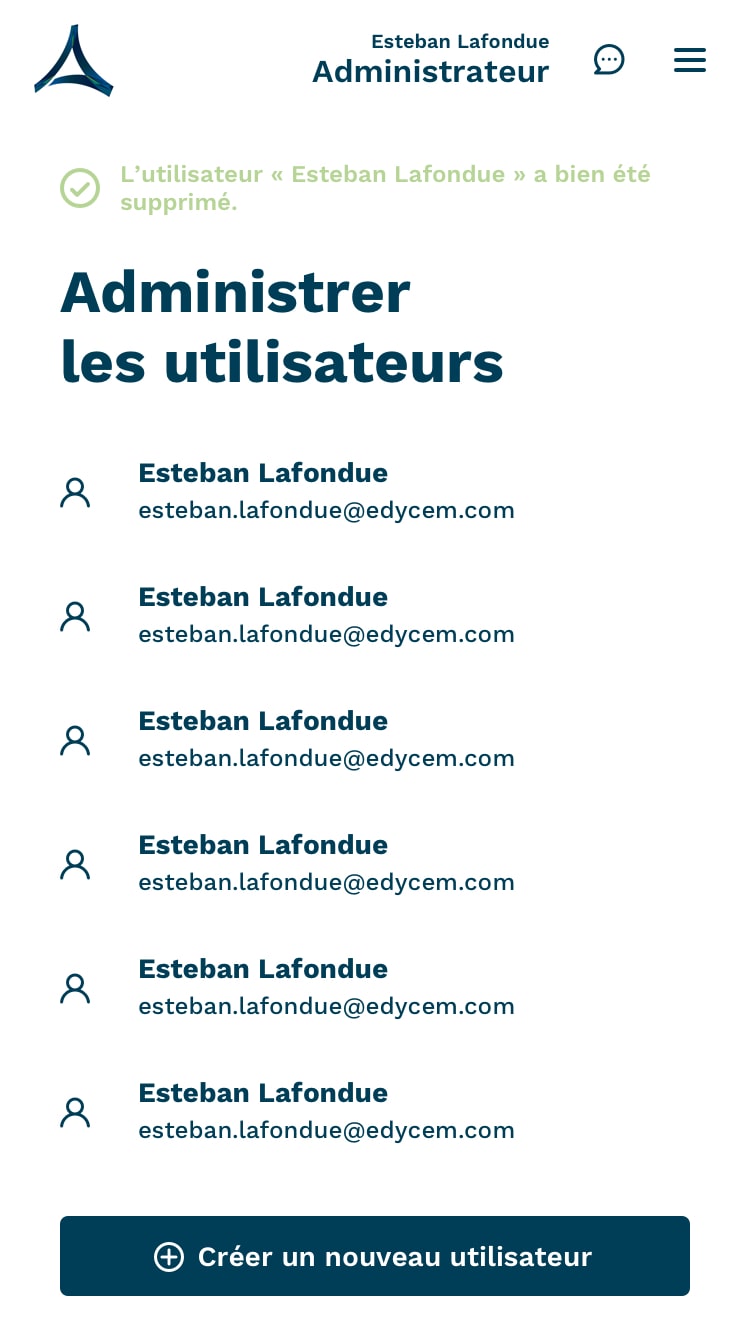 Esteban Lafondue
Administrateur
L’utilisateur « Esteban Lafondue » a bien été
supprimé.
Administrer
les utilisateurs
Esteban Lafondue
esteban.lafondue@edycem.com
Esteban Lafondue
esteban.lafondue@edycem.com
Esteban Lafondue
esteban.lafondue@edycem.com
Esteban Lafondue
esteban.lafondue@edycem.com
Esteban Lafondue
esteban.lafondue@edycem.com
Esteban Lafondue
esteban.lafondue@edycem.com
Créer un nouveau utilisateur